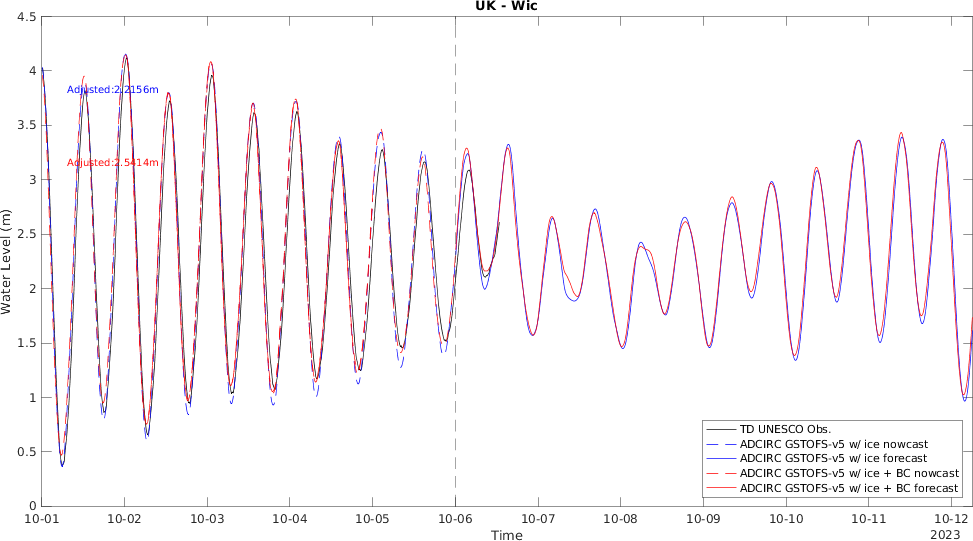 UK - Wic
4.5
4
3.5
3
2.5
2
1.5
1
0.5
0
Water Level (m)
Adjusted:2.2156m
Adjusted:2.5414m
TD UNESCO Obs.
ADCIRC GSTOFS-v5 w/ ice nowcast
ADCIRC GSTOFS-v5 w/ ice forecast
ADCIRC GSTOFS-v5 w/ ice + BC nowcast
ADCIRC GSTOFS-v5 w/ ice + BC forecast
10-01 10-02 10-03 10-04 10-05 10-06 10-07 10-08 10-09 10-10 10-11 10-12
2023
Time